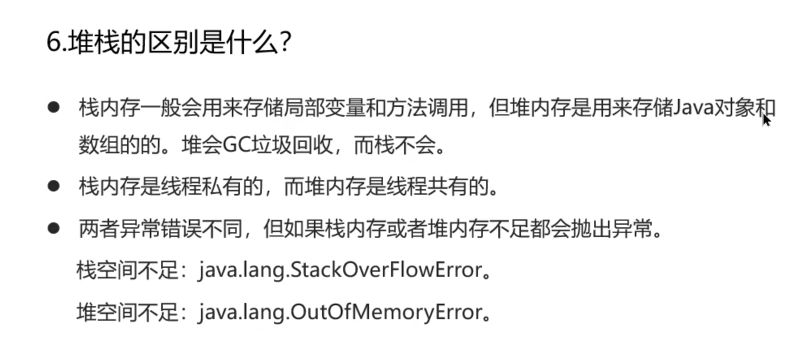 6.堆栈的区别是什么？
● 栈内存一般会用来存储局部变量和方法调用，但堆内存是用来存储Java对象和
数组的的。堆会GC垃圾回收，而栈不会。
● 栈内存是线程私有的，而堆内存是线程共有的。
● 两者异常错误不同，但如果栈内存或者堆内存不足都会抛出异常。
栈空间不足：java.lang.StackOverFlowError。
堆空间不足：java.lang.OutOfMemoryError。